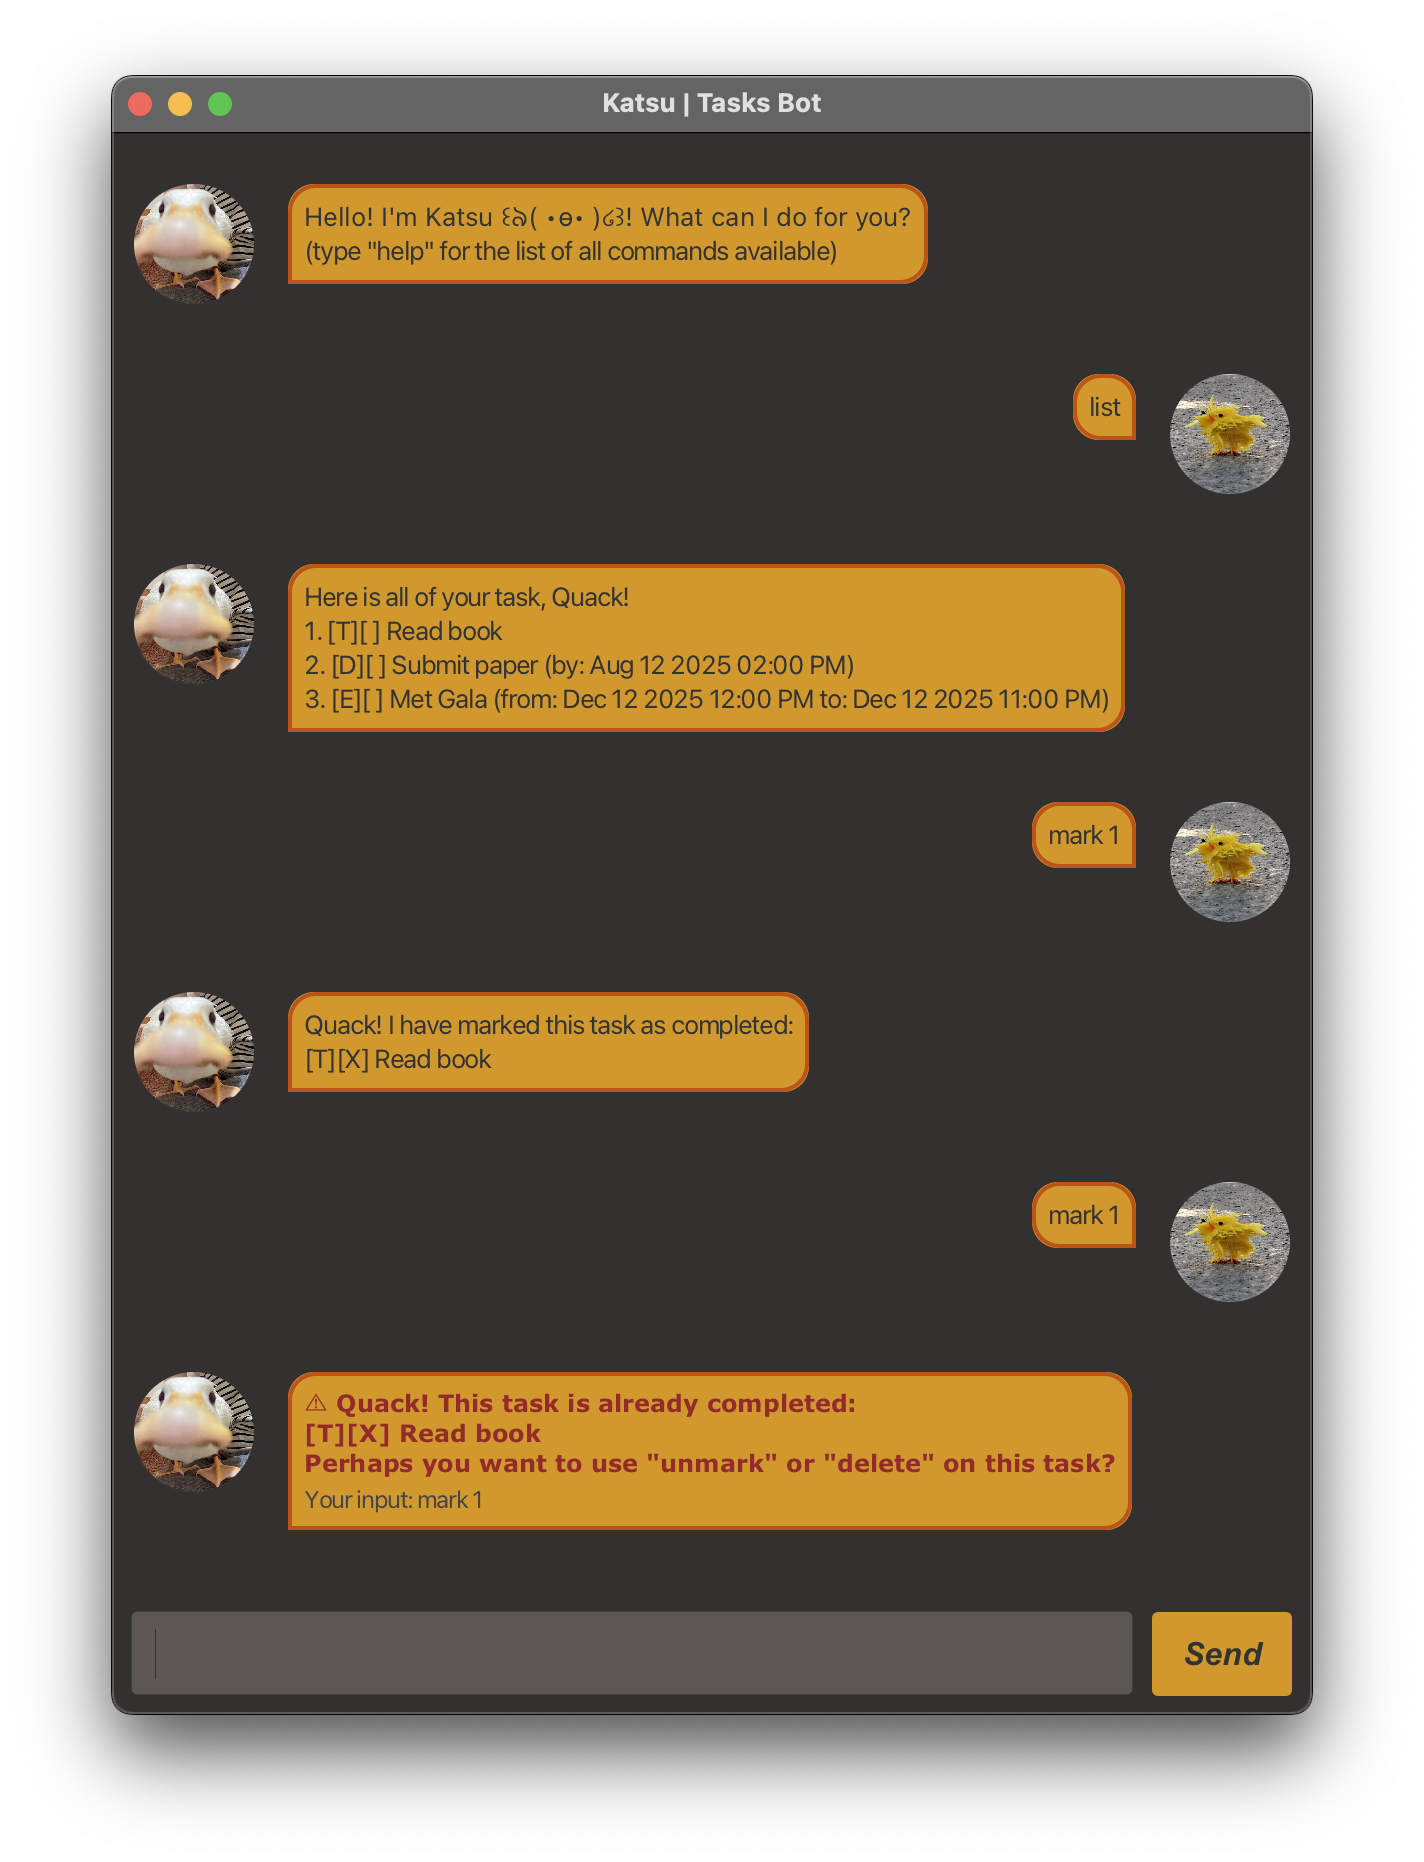 Katsu | Tasks Bot
Hello! I'm Katsu ꒰ঌ( •ө• )໒꒱! What can I do for you?
(type "help" for the list of all commands available)
list
Here is all of your task, Quack!
1. [T][ ] Read book
2. [D][ ] Submit paper (by: Aug 12 2025 02:00 PM)
3. [E][ ] Met Gala (from: Dec 12 2025 12:00 PM to: Dec 12 2025 11:00 PM)
mark 1
Quack! I have marked this task as completed:
[T][X] Read book
mark 1
⚠ Quack! This task is already completed:
[T][X] Read book
Perhaps you want to use "unmark" or "delete" on this task?
Your input: mark 1
Send